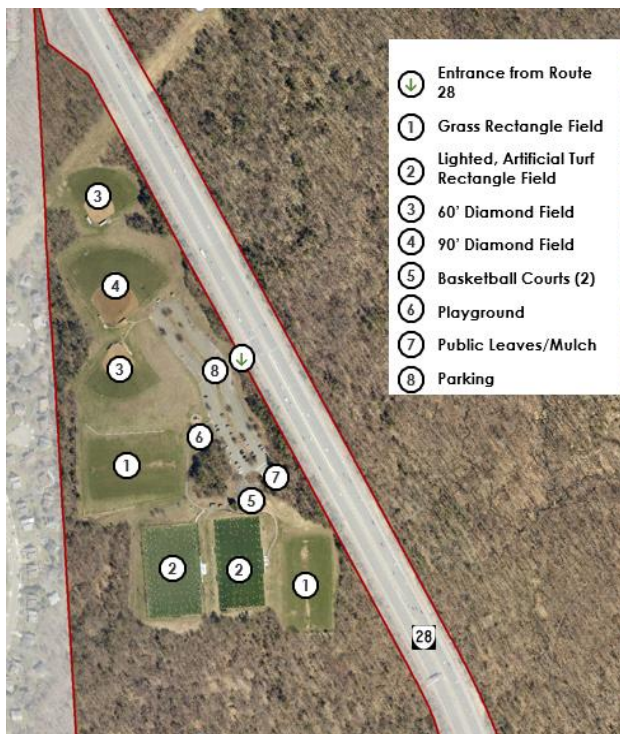 Entrance from Route
28
1 Grass Rectangle Field
2 Lighted, Artificial Turf
Rectangle Field
3 60' Diamond Field
4 90' Diamond Field
5 Basketball Courts (2)
6 Playground
7 Public Leaves/Mulch
8 Parking
3
4
3
8
6
1
7
5
2
2
1
28